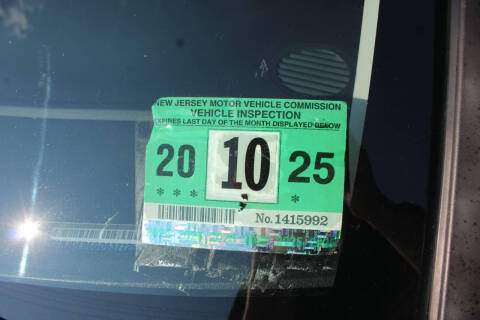 NEW JERSEY MOTOR VEHICLE COMMISSION
VEHICLE INSPECTION
EXPIRES LAST DAY OF THE MONTH DISPLAYED BELOW
20 10 25
* * * *
No. 1415992